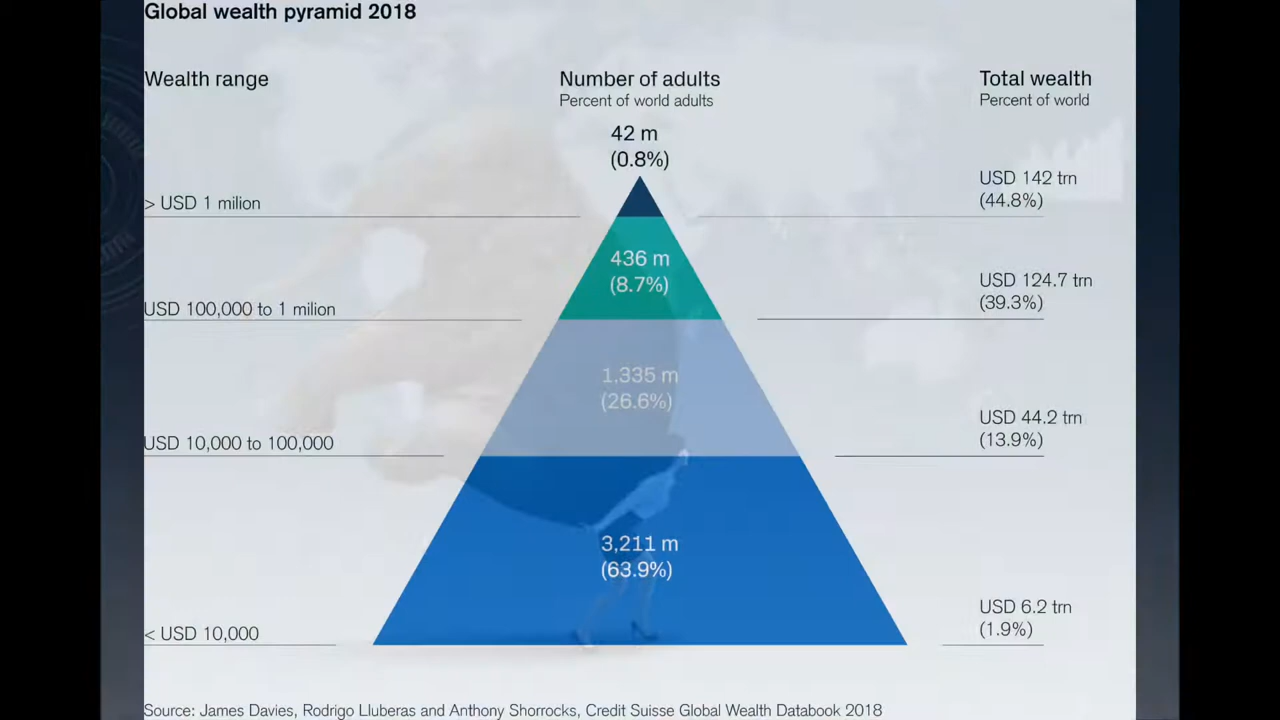 Global wealth pyramid 2018
Wealth range
Number of adults
Total wealth
Percent of world adults
Percent of world
42 m
(0.8%)
> USD 1 milion
USD 142 trn
(44.8%)
436 m
(8.7%)
USD 100,000 to 1 milion
USD 124.7 trn
(39.3%)
1.335 m
(26.6%)
USD 10,000 to 100,000
USD 44.2 trn
(13.9%)
3,211 m
(63.9%)
< USD 10,000
USD 6.2 trn
(1.9%)
Source: James Davies, Rodrigo Lluberas and Anthony Shorrocks, Credit Suisse Global Wealth Databook 2018